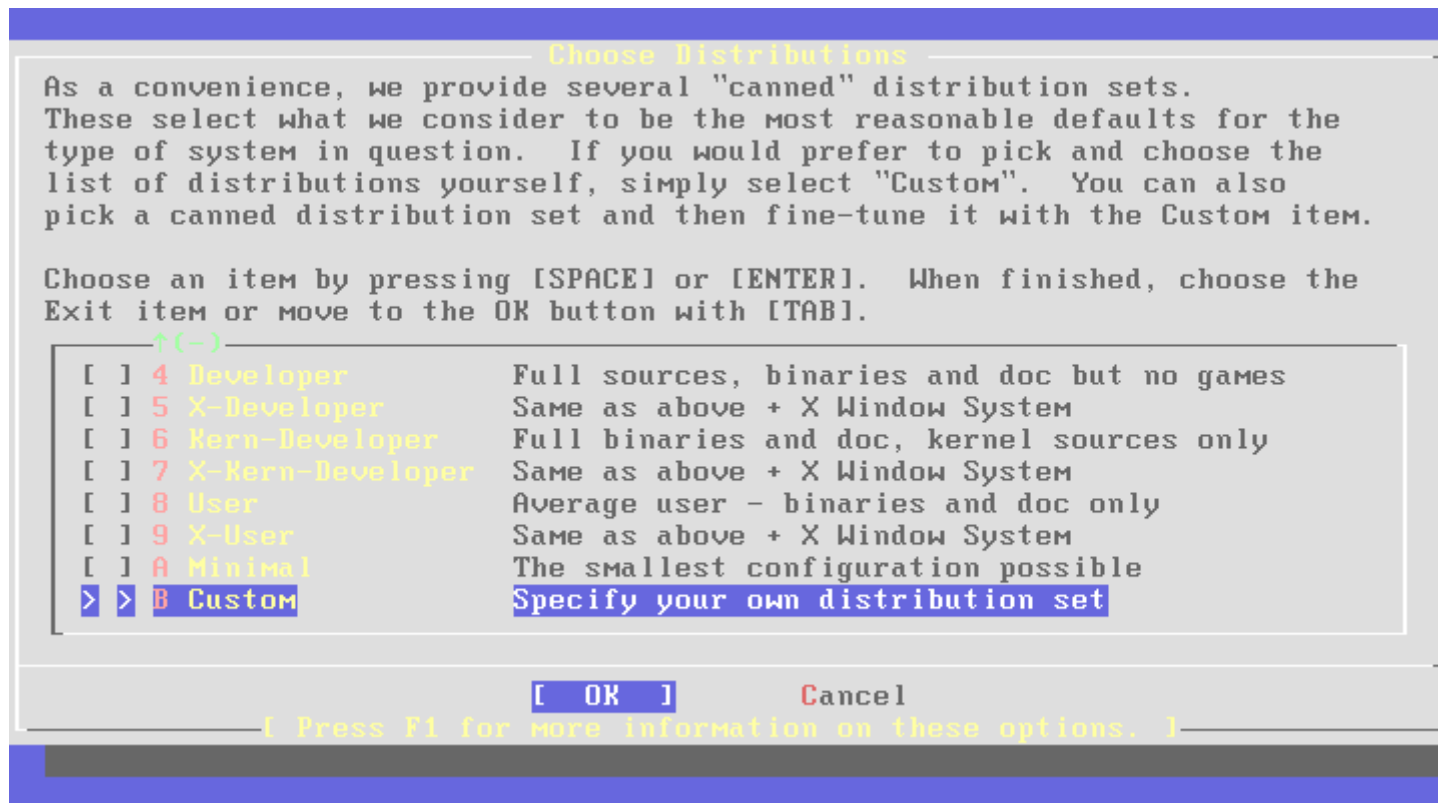 Choose Distributions
As a convenience, we provide several "canned" distribution sets.
These select what we consider to be the most reasonable defaults for the
type of system in question.  If you would prefer to pick and choose the
list of distributions yourself, simply select "Custom".  You can also
pick a canned distribution set and then fine-tune it with the Custom item.
Choose an item by pressing [SPACE] or [ENTER].  When finished, choose the
Exit item or move to the OK button with [TAB].
↑(-)
[ ] 4 Developer Full sources, binaries and doc but no games
[ ] 5 X-Developer Same as above + X Window System
[ ] 6 Kern-Developer Full binaries and doc, kernel sources only
[ ] 7 X-Kern-Developer Same as above + X Window System
[ ] 8 User Average user - binaries and doc only
[ ] 9 X-User Same as above + X Window System
[ ] A Minimal The smallest configuration possible
> > B Custom Specify your own distribution set
[ OK ] Cancel
[ Press F1 for more information on these options. ]